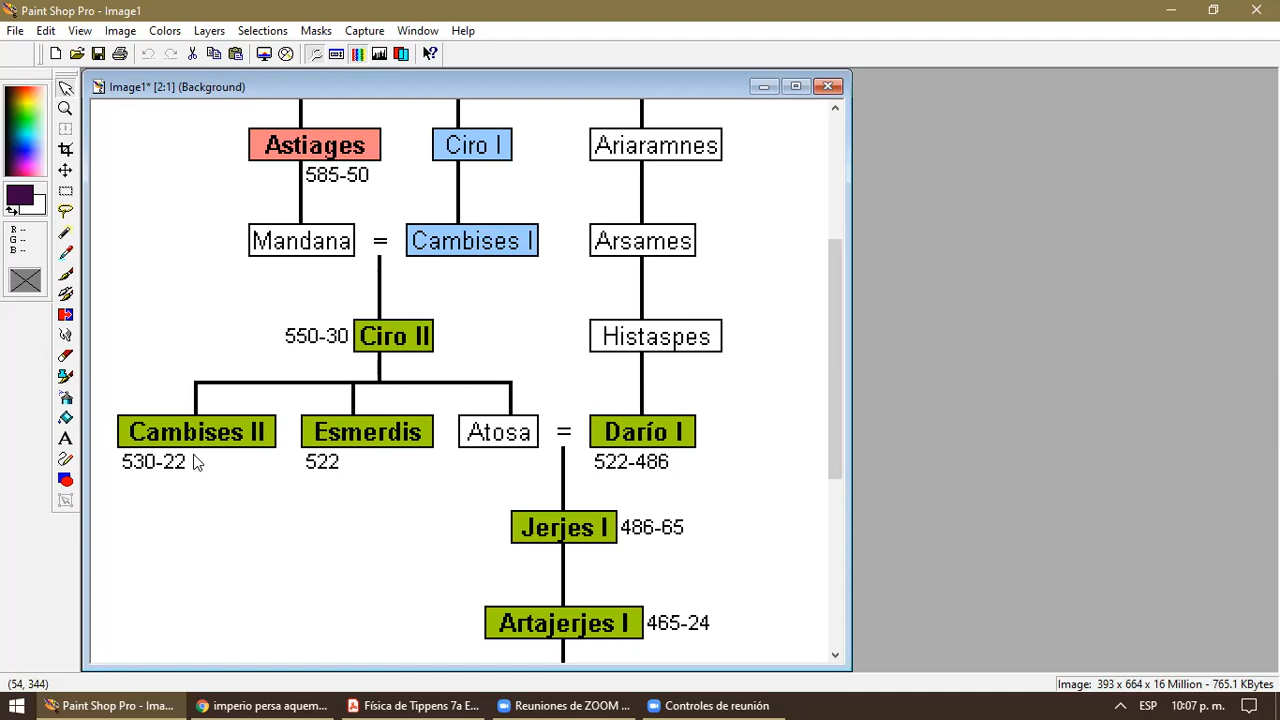 Paint Shop Pro - Image1
File Edit View Image Colors Layers Selections Masks Capture Window Help
Image1* [2:1] (Background)
R: --
G: --
B: --
Astiages Ciro I Ariaramnes
585-50
Mandana = Cambises I Arsames
550-30 Ciro II Histaspes
Cambises II Esmerdis Atosa = Darío I
530-22 522 522-486
Jerjes I 486-65
Artajerjes I 465-24
(54, 344) Image: 393 x 664 x 16 Million - 765.1 KBytes
Paint Shop Pro - Ima... imperio persa aquem... Física de Tippens 7a E... Reuniones de ZOOM ... Controles de reunión ESP 10:07 p. m.